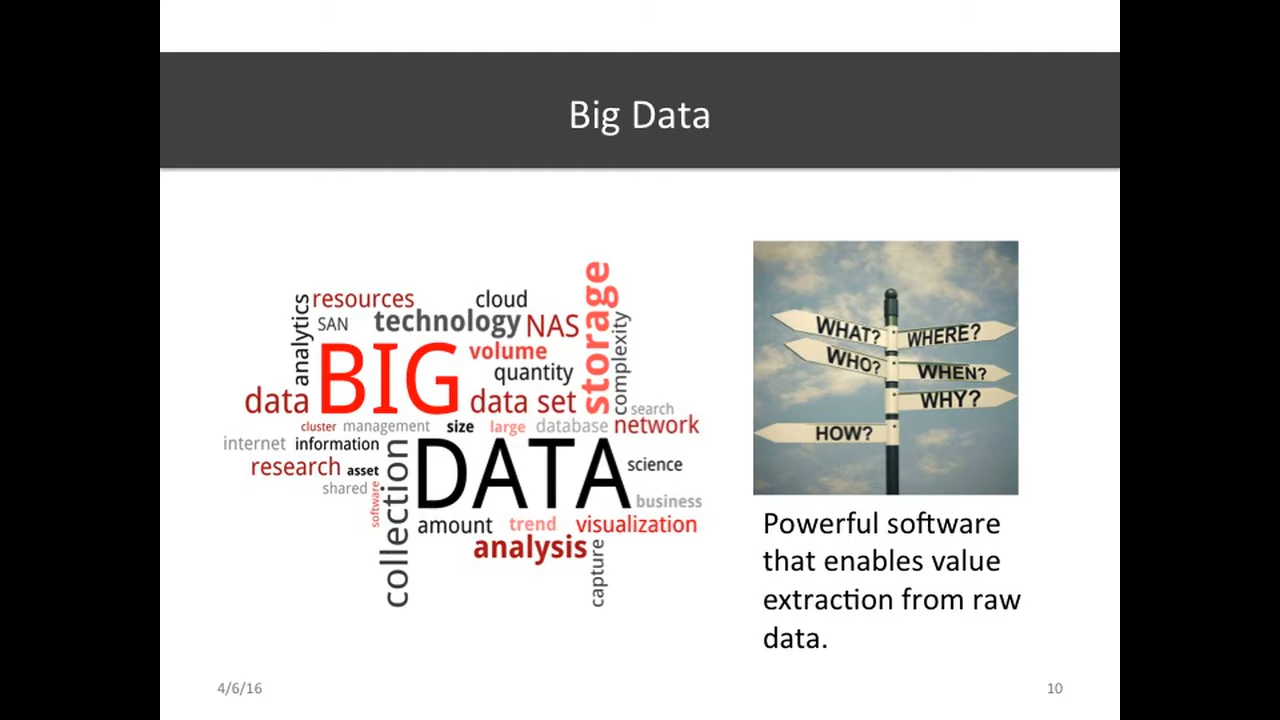 Big Data
analytics
resources
cloud
storage
SAN
technology
NAS
complexity
BIG
volume
quantity
data
data set
search
cluster management size large database network
internet information
DATA
research asset
science
shared
software
collection
business
amount trend visualization
analysis
capture
WHAT?
WHERE?
WHO?
WHEN?
WHY?
HOW?
Powerful software
that enables value
extraction from raw
data.
4/6/16
10